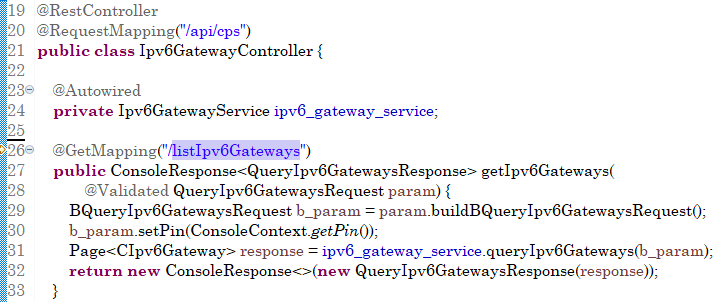 19 @RestController
20 @RequestMapping("/api/cps")
21 public class Ipv6GatewayController {
22
23 @Autowired
24 private Ipv6GatewayService ipv6_gateway_service;
25
26 @GetMapping("/listIpv6Gateways")
27 public ConsoleResponse<QueryIpv6GatewaysResponse> getIpv6Gateways(
28 @Validated QueryIpv6GatewaysRequest param) {
29 BQueryIpv6GatewaysRequest b_param = param.buildBQueryIpv6GatewaysRequest();
30 b_param.setPin(ConsoleContext.getPin());
31 Page<CIpv6Gateway> response = ipv6_gateway_service.queryIpv6Gateways(b_param);
32 return new ConsoleResponse<>(new QueryIpv6GatewaysResponse(response));
33 }